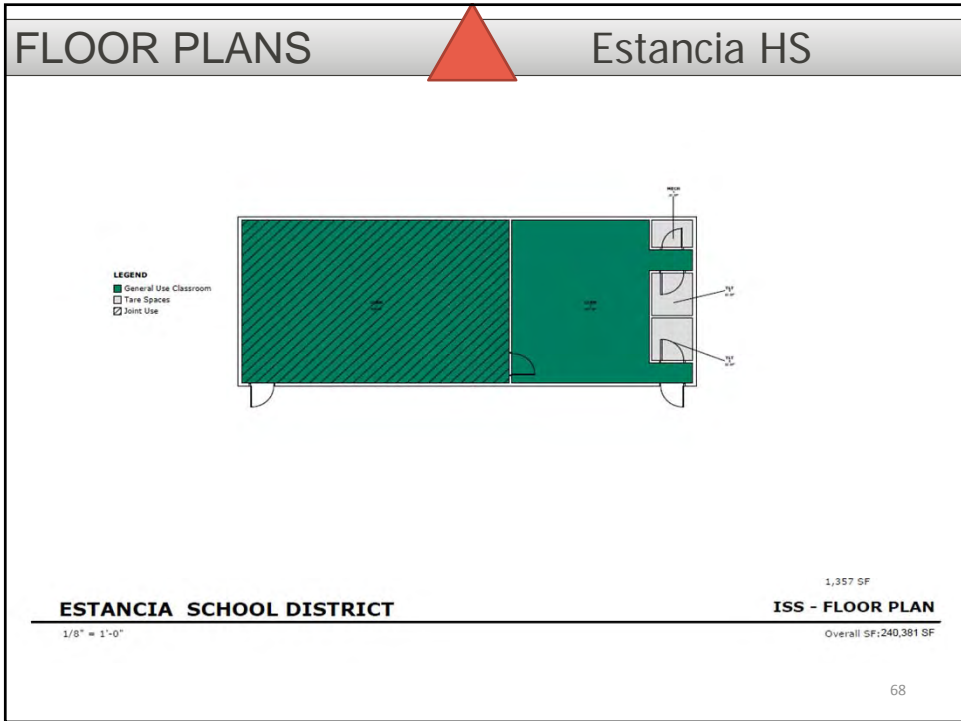 FLOOR PLANS
Estancia HS
LEGEND
General Use Classroom
Tare Spaces
Joint Use
1,357 SF
ESTANCIA SCHOOL DISTRICT
ISS - FLOOR PLAN
1/8" = 1'-0"
Overall SF:240,381 SF
68